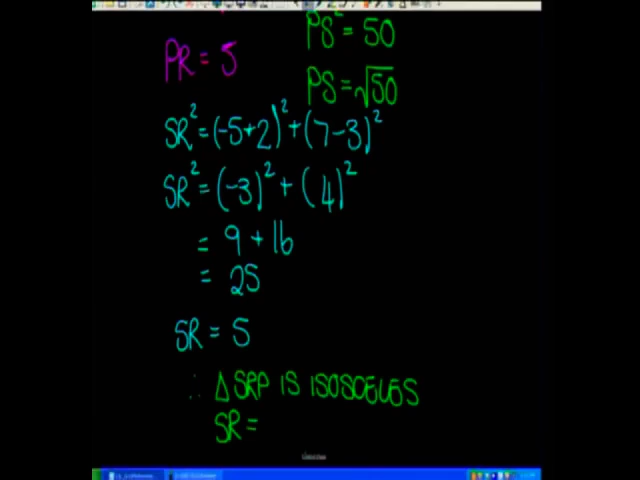 PS² = 50
PR = 5
PS = √50
SR² = (-5+2)² + (7-3)²
SR² = (-3)² + (4)²
= 9 + 16
= 25
SR = 5
∴ Δ SRP IS ISOSCELES
SR =